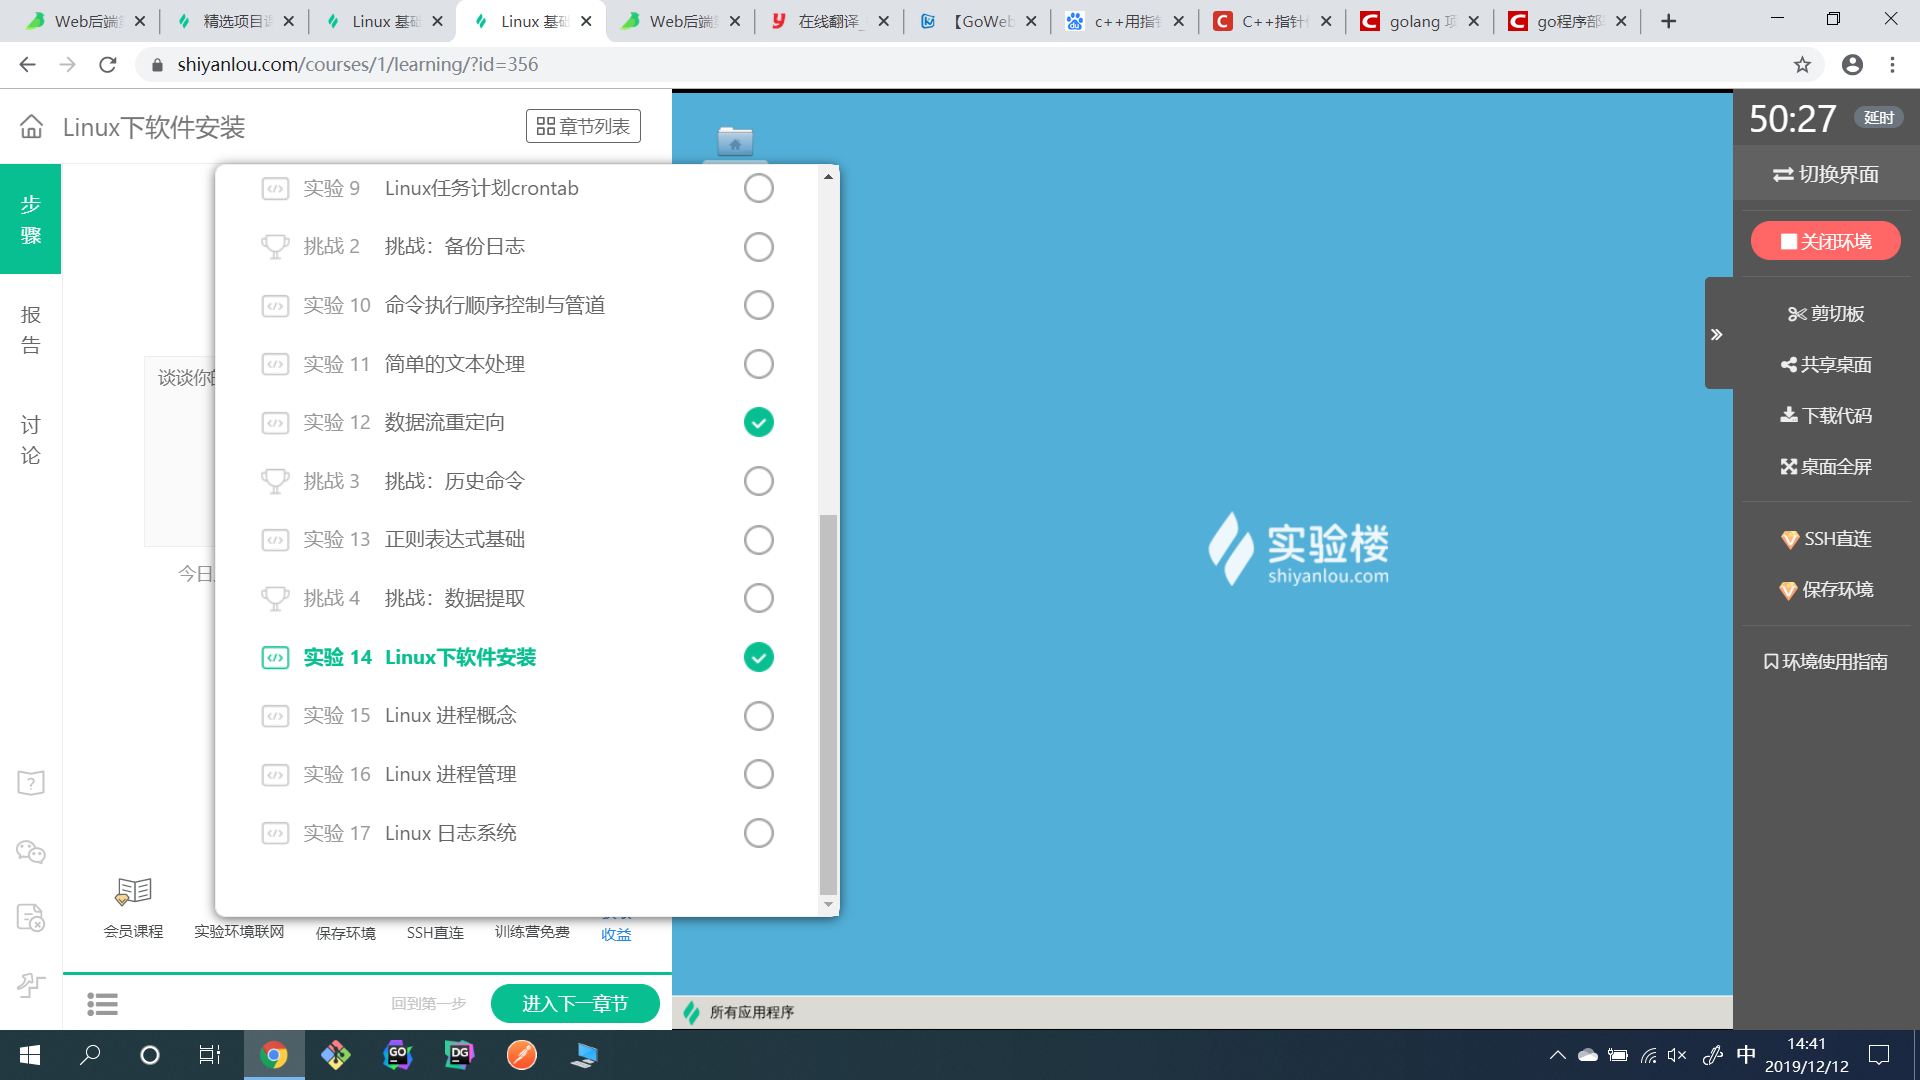 Web后端
精选项目
Linux 基础
Linux 基础
Web后端
在线翻译_
【GoWeb
c++用指针
C++指针
golang 项
go程序部
shiyanlou.com/courses/1/learning/?id=356
Linux下软件安装
章节列表
步骤
报告
讨论
谈谈你的
今日
实验 9 Linux任务计划crontab
挑战 2 挑战：备份日志
实验 10 命令执行顺序控制与管道
实验 11 简单的文本处理
实验 12 数据流重定向
挑战 3 挑战：历史命令
实验 13 正则表达式基础
挑战 4 挑战：数据提取
实验 14 Linux下软件安装
实验 15 Linux 进程概念
实验 16 Linux 进程管理
实验 17 Linux 日志系统
会员课程
实验环境联网
保存环境
SSH直连
训练营免费
收益
回到第一步
进入下一章节
实验楼
shiyanlou.com
所有应用程序
50:27
延时
切换界面
关闭环境
剪切板
共享桌面
下载代码
桌面全屏
SSH直连
保存环境
环境使用指南
GO
DG
中
14:41
2019/12/12